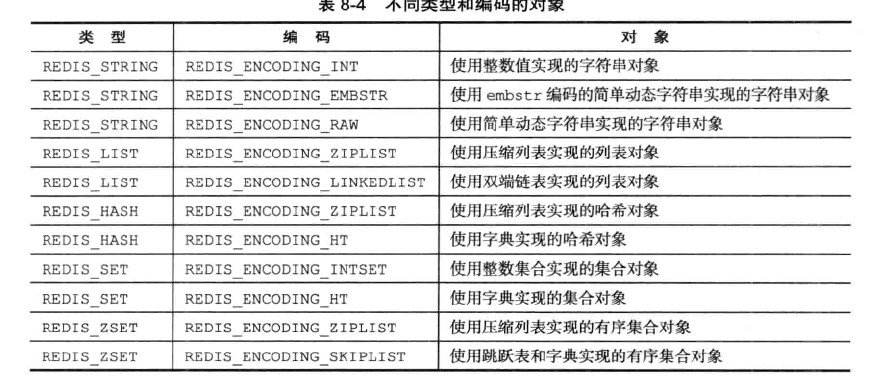 表 8-4 不同类型和编码的对象
类 型 编 码 对 象
REDIS_STRING REDIS_ENCODING_INT 使用整数值实现的字符串对象
REDIS_STRING REDIS_ENCODING_EMBSTR 使用 embstr 编码的简单动态字符串实现的字符串对象
REDIS_STRING REDIS_ENCODING_RAW 使用简单动态字符串实现的字符串对象
REDIS_LIST REDIS_ENCODING_ZIPLIST 使用压缩列表实现的列表对象
REDIS_LIST REDIS_ENCODING_LINKEDLIST 使用双端链表实现的列表对象
REDIS_HASH REDIS_ENCODING_ZIPLIST 使用压缩列表实现的哈希对象
REDIS_HASH REDIS_ENCODING_HT 使用字典实现的哈希对象
REDIS_SET REDIS_ENCODING_INTSET 使用整数集合实现的集合对象
REDIS_SET REDIS_ENCODING_HT 使用字典实现的集合对象
REDIS_ZSET REDIS_ENCODING_ZIPLIST 使用压缩列表实现的有序集合对象
REDIS_ZSET REDIS_ENCODING_SKIPLIST 使用跳跃表和字典实现的有序集合对象